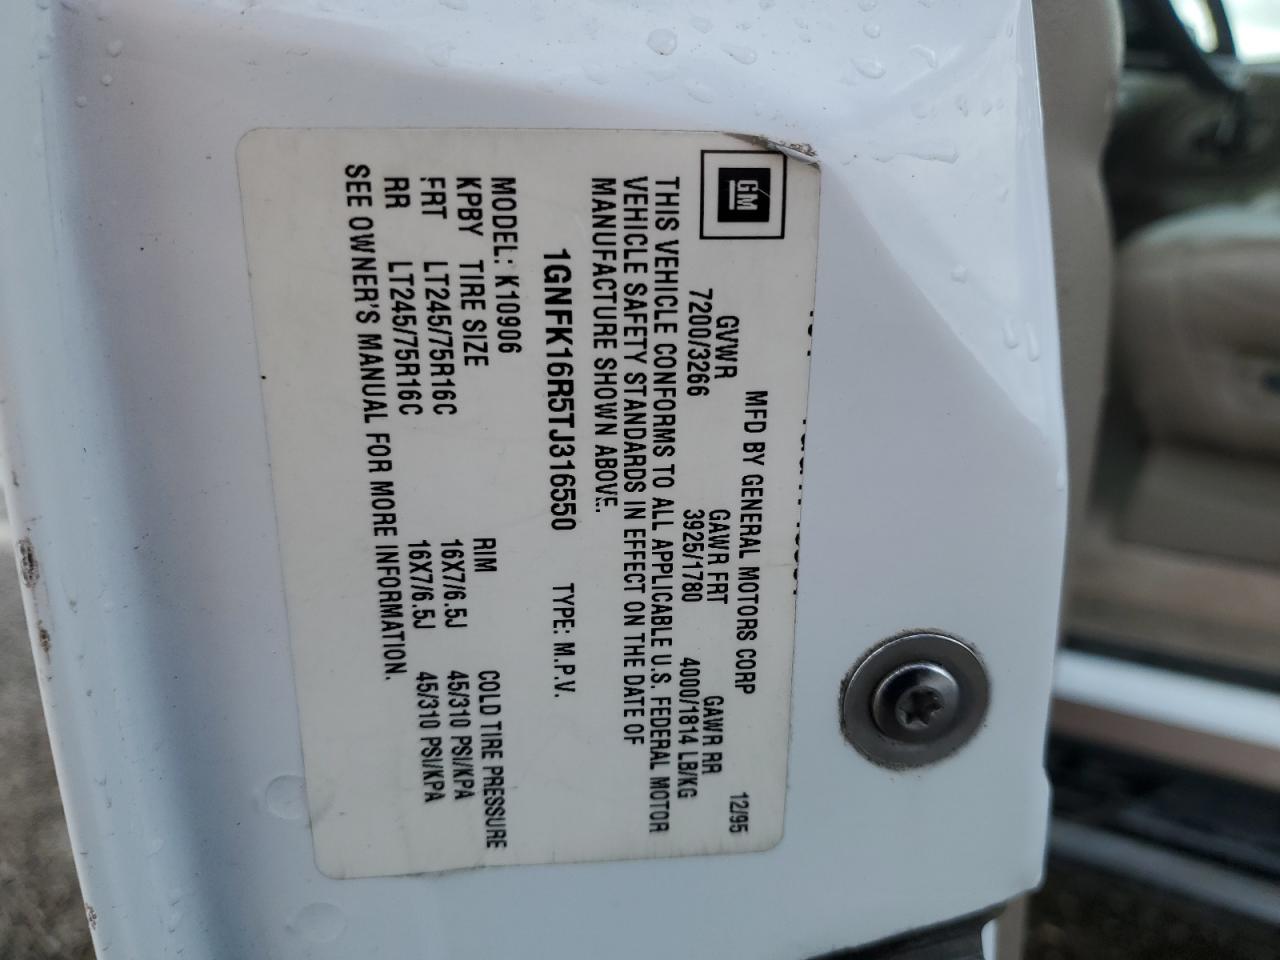 GM
MFD BY GENERAL MOTORS CORP 12/95
GVWR GAWR FRT GAWR RR
7200/3266 3925/1780 4000/1814 LB/KG
THIS VEHICLE CONFORMS TO ALL APPLICABLE U.S. FEDERAL MOTOR
VEHICLE SAFETY STANDARDS IN EFFECT ON THE DATE OF
MANUFACTURE SHOWN ABOVE.
1GNFK16R5TJ316550 TYPE: M.P.V.
MODEL: K10906
KPBY TIRE SIZE RIM COLD TIRE PRESSURE
FRT LT245/75R16C 16X7/6.5J 45/310 PSI/KPA
RR LT245/75R16C 16X7/6.5J 45/310 PSI/KPA
SEE OWNER'S MANUAL FOR MORE INFORMATION.